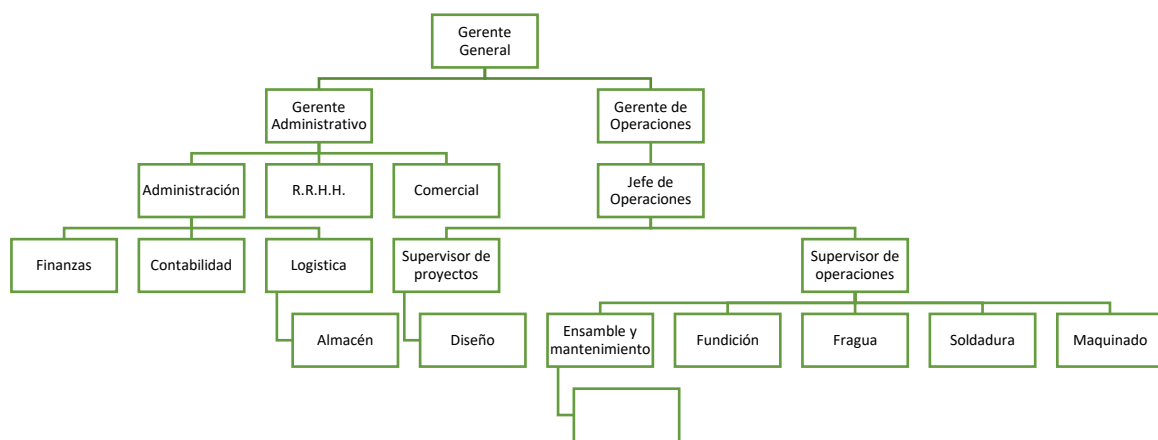 Gerente
General
Gerente
Administrativo
Gerente de
Operaciones
Administración
R.R.H.H.
Comercial
Jefe de
Operaciones
Finanzas
Contabilidad
Logistica
Supervisor de
proyectos
Supervisor de
operaciones
Almacén
Diseño
Ensamble y
mantenimiento
Fundición
Fragua
Soldadura
Maquinado